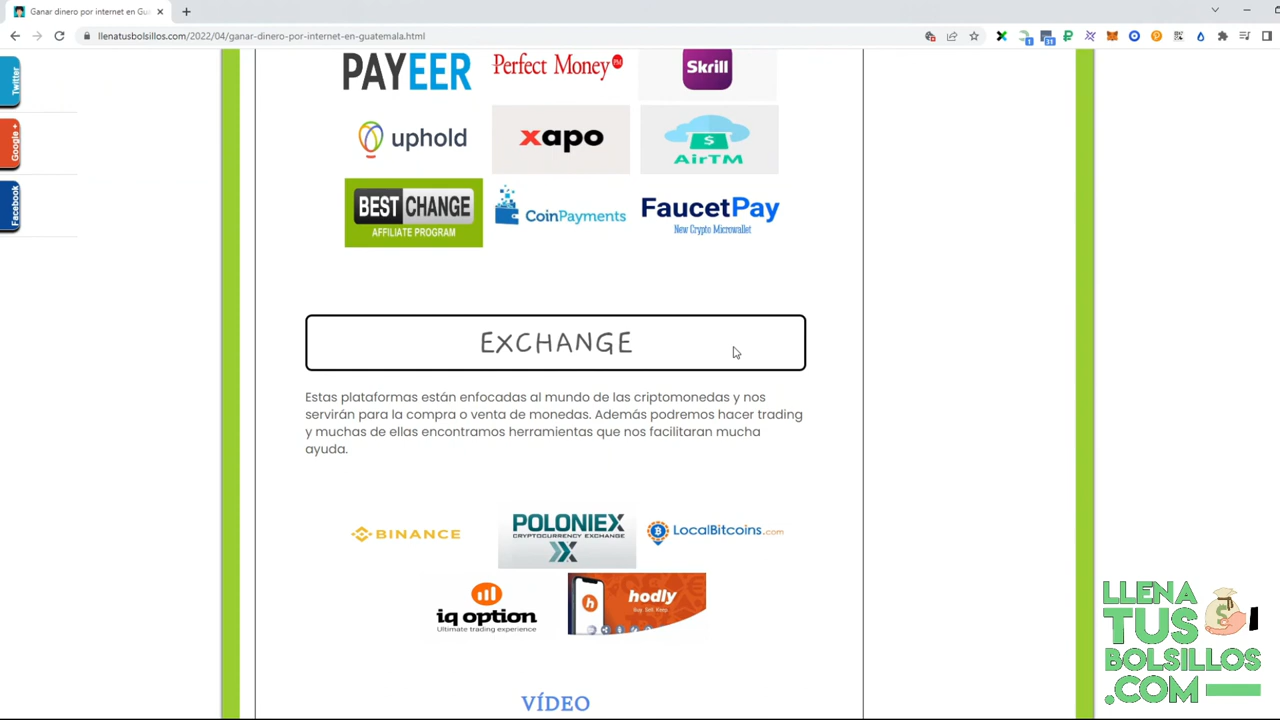 Ganar dinero por internet en Gu
llenatusbolsillos.com/2022/04/ganar-dinero-por-internet-en-guatemala.html
Twitter
Google +
Facebook
PAYEER
Perfect Money PM
Skrill
uphold
xapo
AirTM
BEST CHANGE
AFFILIATE PROGRAM
CoinPayments
FaucetPay
New Crypto Microwallet
EXCHANGE
Estas plataformas están enfocadas al mundo de las criptomonedas y nos
servirán para la compra o venta de monedas. Además podremos hacer trading
y muchas de ellas encontramos herramientas que nos facilitaran mucha
ayuda.
BINANCE
POLONIEX
CRYPTOCURRENCY EXCHANGE
LocalBitcoins.com
iq option
Ultimate trading experience
hodly
Buy. Sell. Keep.
VÍDEO
LLENA
TUS
BOLSILLOS
.COM